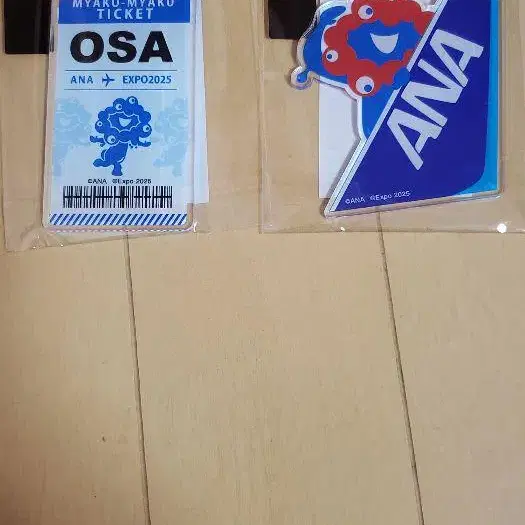 MYAKU-MYAKU
TICKET
OSA
ANA ✈ EXPO2025
©ANA ©Expo 2025
ANA
©ANA ©Expo 2025